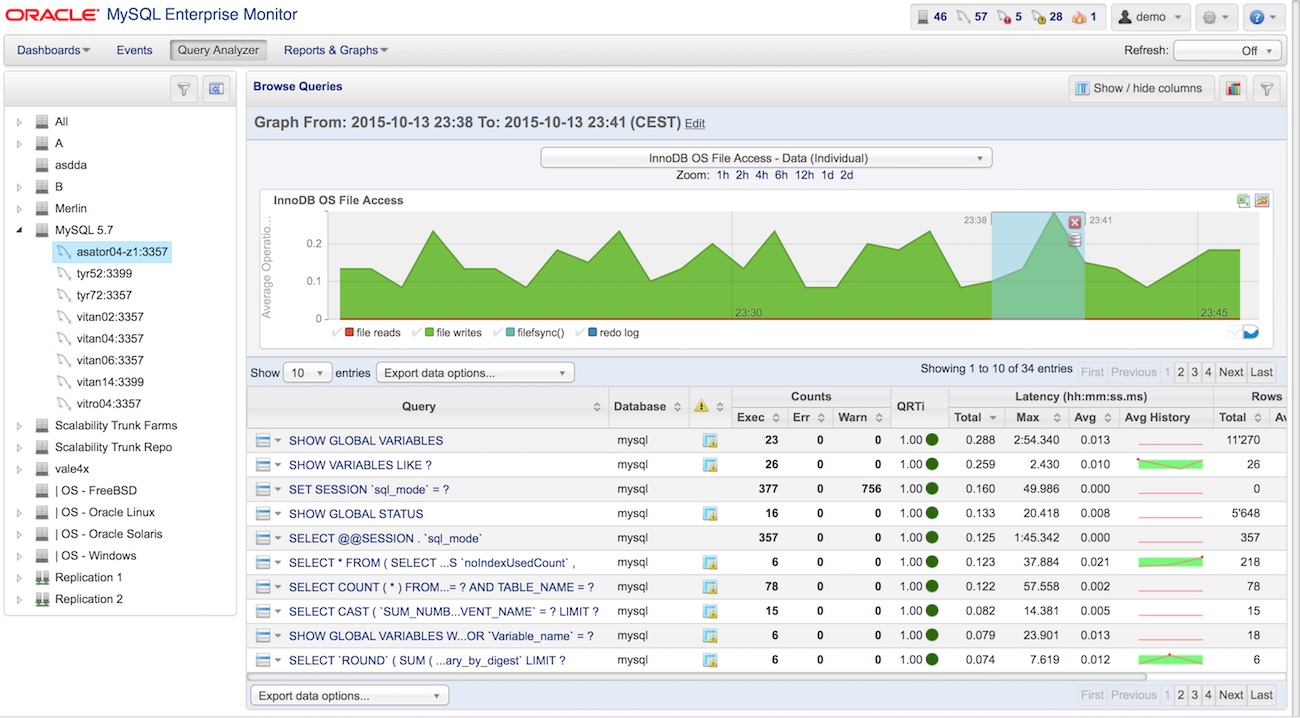 ORACLE® MySQL Enterprise Monitor 46 57 5 28 1 demo
Dashboards Events Query Analyzer Reports & Graphs Refresh: Off
All
A
asdda
B
Merlin
MySQL 5.7
asator04-z1:3357
tyr52:3399
tyr72:3357
vitan02:3357
vitan04:3357
vitan06:3357
vitan14:3399
vitro04:3357
Scalability Trunk Farms
Scalability Trunk Repo
vale4x
| OS - FreeBSD
| OS - Oracle Linux
| OS - Oracle Solaris
| OS - Windows
Replication 1
Replication 2
Browse Queries Show / hide columns
Graph From: 2015-10-13 23:38 To: 2015-10-13 23:41 (CEST) Edit
InnoDB OS File Access - Data (Individual)
Zoom: 1h 2h 4h 6h 12h 1d 2d
InnoDB OS File Access
Average Operatio...
23:38 23:41
0.2
0.1
0
23:30 23:45
file reads file writes filefsync() redo log
Show 10 entries Export data options... Showing 1 to 10 of 34 entries First Previous 1 2 3 4 Next Last
Query Database Counts QRTi Latency (hh:mm:ss.ms) Rows
Exec Err Warn Total Max Avg Avg History Total Av
SHOW GLOBAL VARIABLES mysql 23 0 0 1.00 0.288 2:54.340 0.013 11'270
SHOW VARIABLES LIKE ? mysql 26 0 0 1.00 0.259 2.430 0.010 26
SET SESSION `sql_mode` = ? mysql 377 0 756 1.00 0.160 49.986 0.000 0
SHOW GLOBAL STATUS mysql 16 0 0 1.00 0.133 20.418 0.008 5'648
SELECT @@SESSION . `sql_mode` mysql 357 0 0 1.00 0.125 1:45.342 0.000 357
SELECT * FROM ( SELECT ...S `noIndexUsedCount` , mysql 6 0 0 1.00 0.123 37.884 0.021 218
SELECT COUNT ( * ) FROM...= ? AND TABLE_NAME = ? mysql 78 0 0 1.00 0.122 57.558 0.002 78
SELECT CAST ( `SUM_NUMB...VENT_NAME` = ? LIMIT ? mysql 15 0 0 1.00 0.082 14.381 0.005 15
SHOW GLOBAL VARIABLES W...OR `Variable_name` = ? mysql 6 0 0 1.00 0.079 23.901 0.013 18
SELECT `ROUND` ( SUM ( ...ary_by_digest` LIMIT ? mysql 6 0 0 1.00 0.074 7.619 0.012 6
Export data options... First Previous 1 2 3 4 Next Last